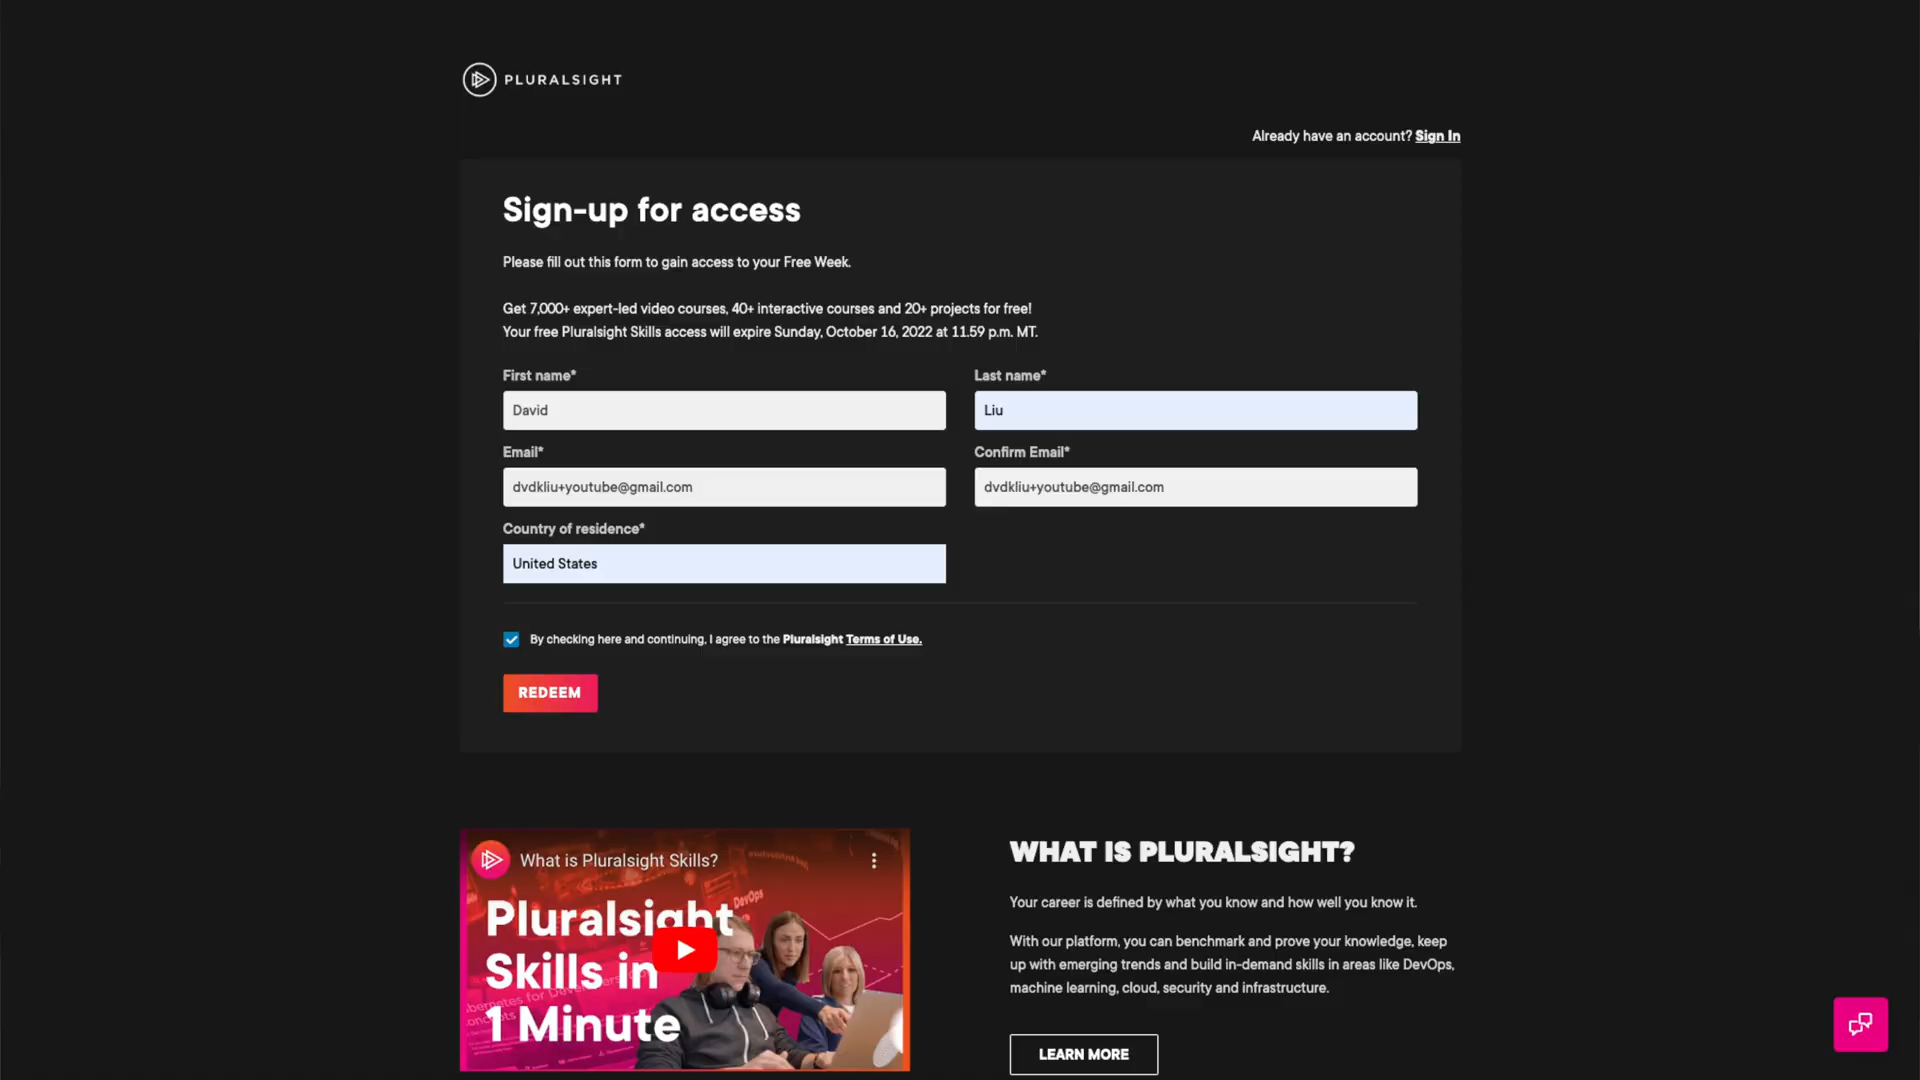 PLURALSIGHT
Already have an account? Sign In
Sign-up for access
Please fill out this form to gain access to your Free Week.
Get 7,000+ expert-led video courses, 40+ interactive courses and 20+ projects for free!
Your free Pluralsight Skills access will expire Sunday, October 16, 2022 at 11.59 p.m. MT.
First name*
Last name*
David
Liu
Email*
Confirm Email*
dvdkliu+youtube@gmail.com
dvdkliu+youtube@gmail.com
Country of residence*
United States
By checking here and continuing, I agree to the Pluralsight Terms of Use.
REDEEM
What is Pluralsight Skills?
DevOps
Pluralsight
Skills in
1 Minute
WHAT IS PLURALSIGHT?
Your career is defined by what you know and how well you know it.
With our platform, you can benchmark and prove your knowledge, keep
up with emerging trends and build in-demand skills in areas like DevOps,
machine learning, cloud, security and infrastructure.
LEARN MORE